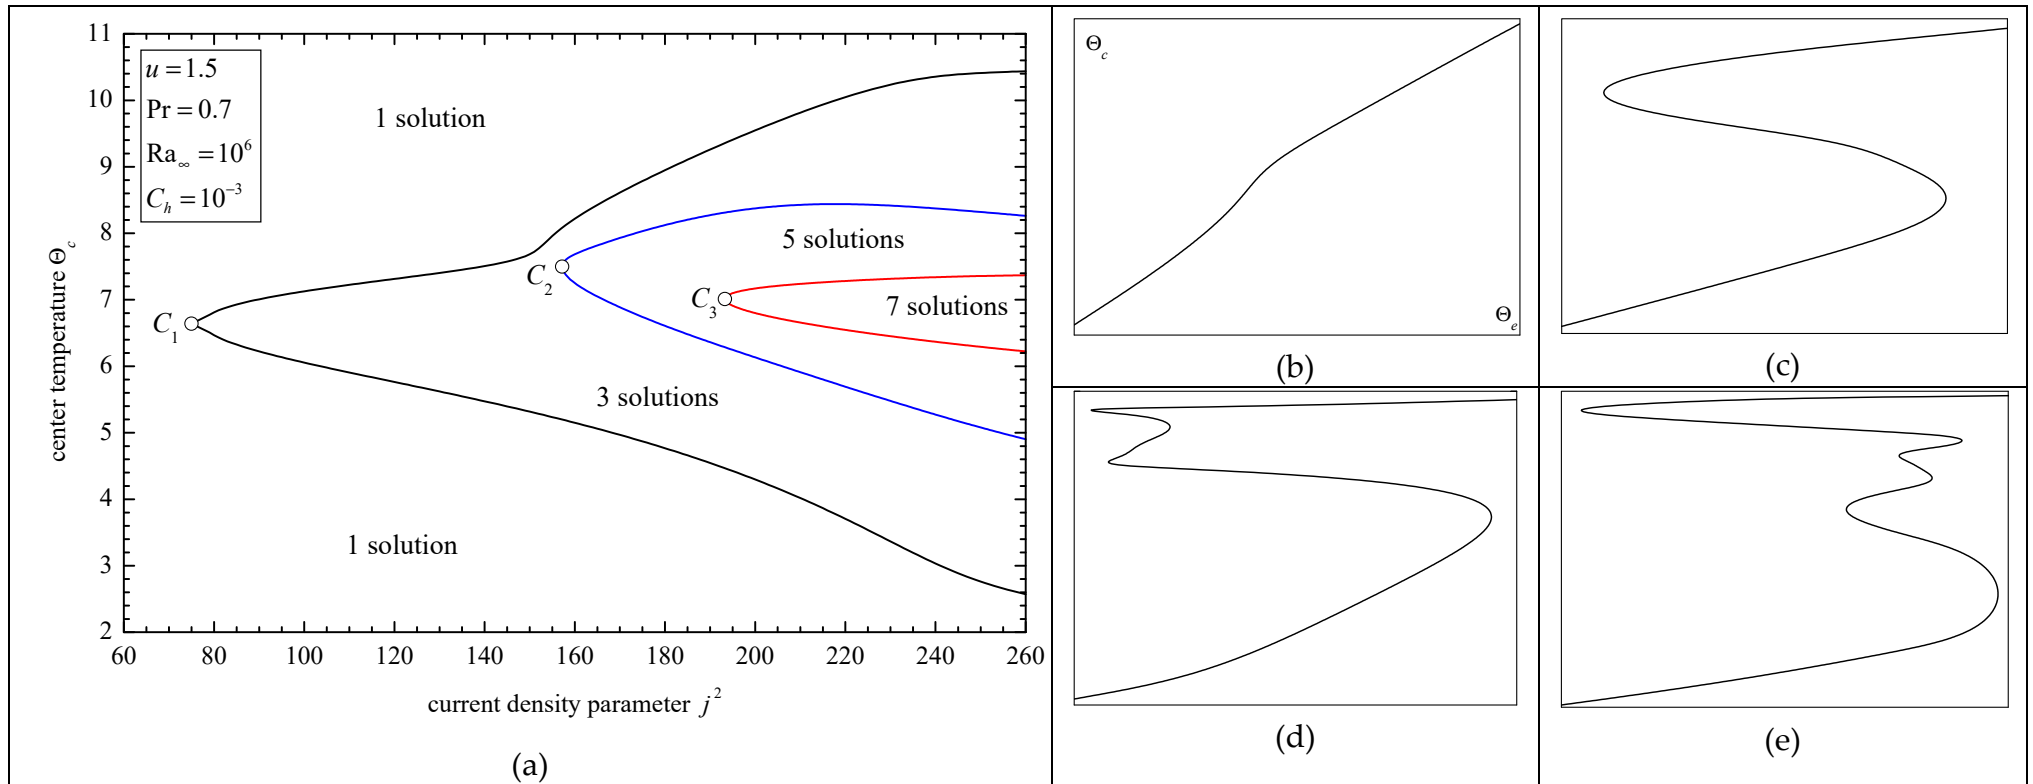 11
10
9
8
7
6
5
4
3
2
60 80 100 120 140 160 180 200 220 240 260
center temperature Θc
current density parameter j²
u = 1.5
Pr = 0.7
Ra∞ = 10⁶
Cₕ = 10⁻³
1 solution
5 solutions
7 solutions
3 solutions
1 solution
C₁
C₂
C₃
(a)
Θc
Θe
(b)
(c)
(d)
(e)